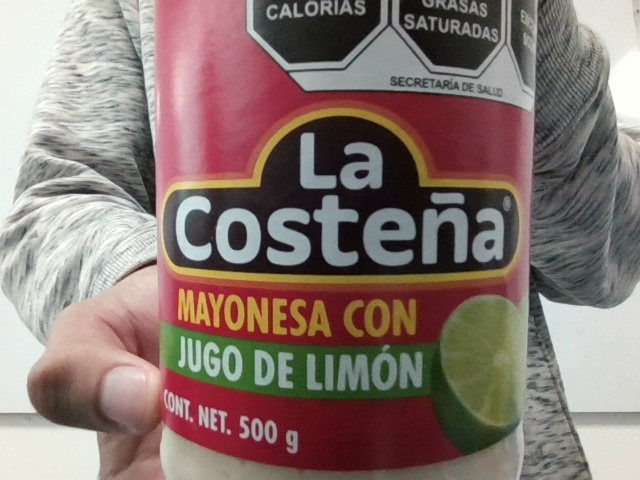 CALORÍAS
GRASAS
SATURADAS
SECRETARÍA DE SALUD
La
Costeña®
MAYONESA CON
JUGO DE LIMÓN
CONT. NET. 500 g